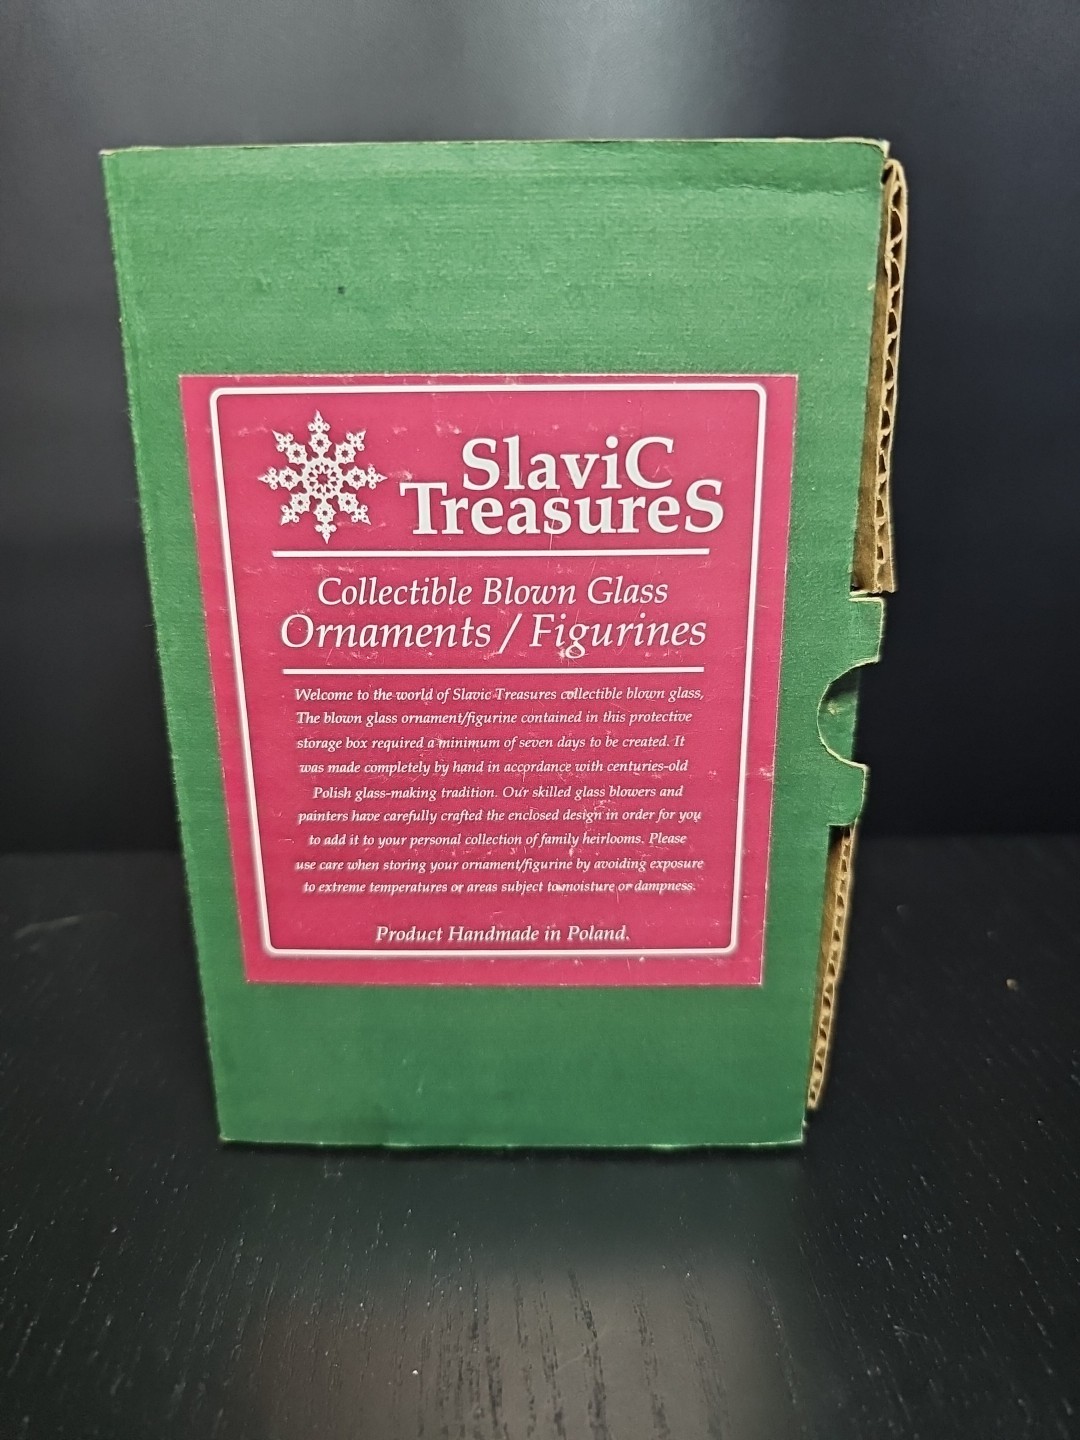 SlaviC
TreasureS
Collectible Blown Glass
Ornaments / Figurines
Welcome to the world of Slavic Treasures collectible blown glass,
The blown glass ornament/figurine contained in this protective
storage box required a minimum of seven days to be created. It
was made completely by hand in accordance with centuries-old
Polish glass-making tradition. Our skilled glass blowers and
painters have carefully crafted the enclosed design in order for you
to add it to your personal collection of family heirlooms. Please
use care when storing your ornament/figurine by avoiding exposure
to extreme temperatures or areas subject to moisture or dampness.
Product Handmade in Poland.